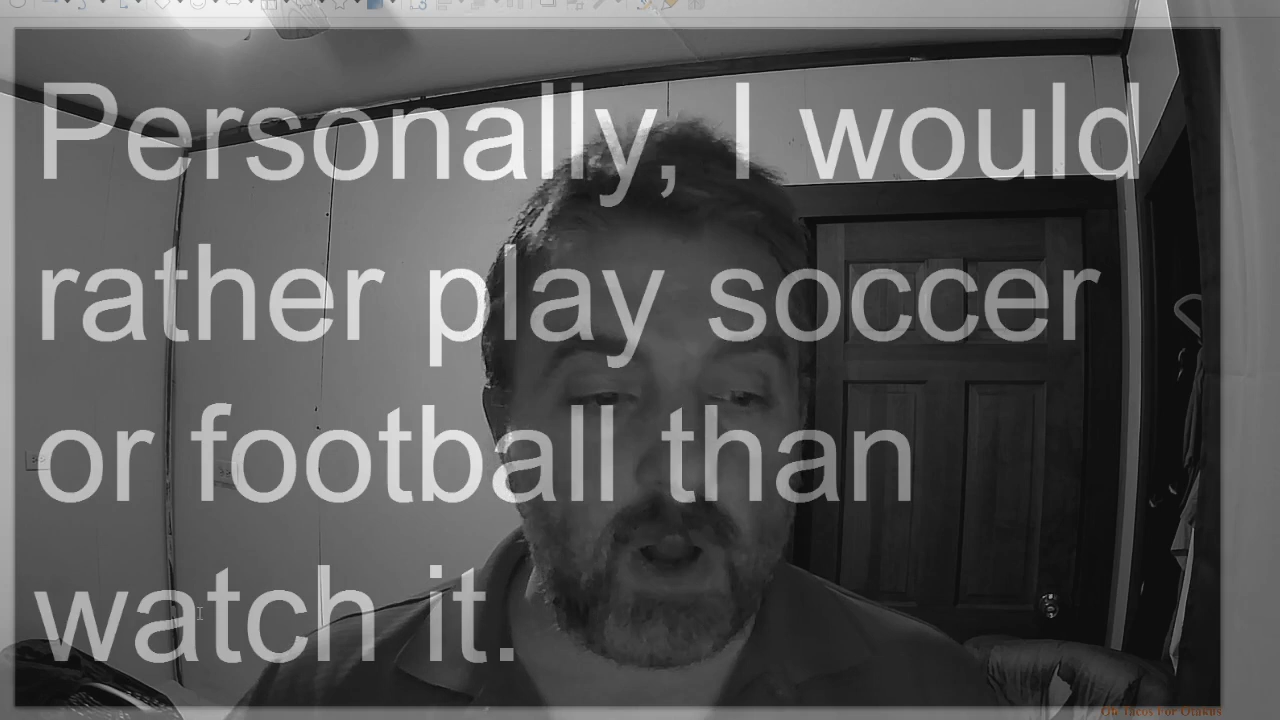 Personally, I would
rather play soccer
or football than
watch it.